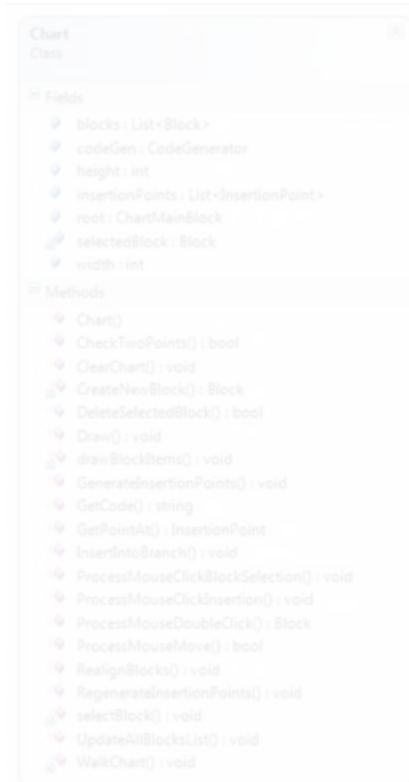 Chart
Class
Fields
blocks : List<Block>
codeGen : CodeGenerator
height : int
insertionPoints : List<InsertionPoint>
root : ChartMainBlock
selectedBlock : Block
width : int
Methods
Chart()
CheckTwoPoints() : bool
ClearChart() : void
CreateNewBlock() : Block
DeleteSelectedBlock() : bool
Draw() : void
drawBlockItems() : void
GenerateInsertionPoints() : void
GetCode() : string
GetPointAt() : InsertionPoint
InsertIntoBranch() : void
ProcessMouseClickBlockSelection() : void
ProcessMouseClickInsertion() : void
ProcessMouseDoubleClick() : Block
ProcessMouseMove() : bool
RealignBlocks() : void
RegenerateInsertionPoints() : void
selectBlock() : void
UpdateAllBlocksList() : void
WalkChart() : void